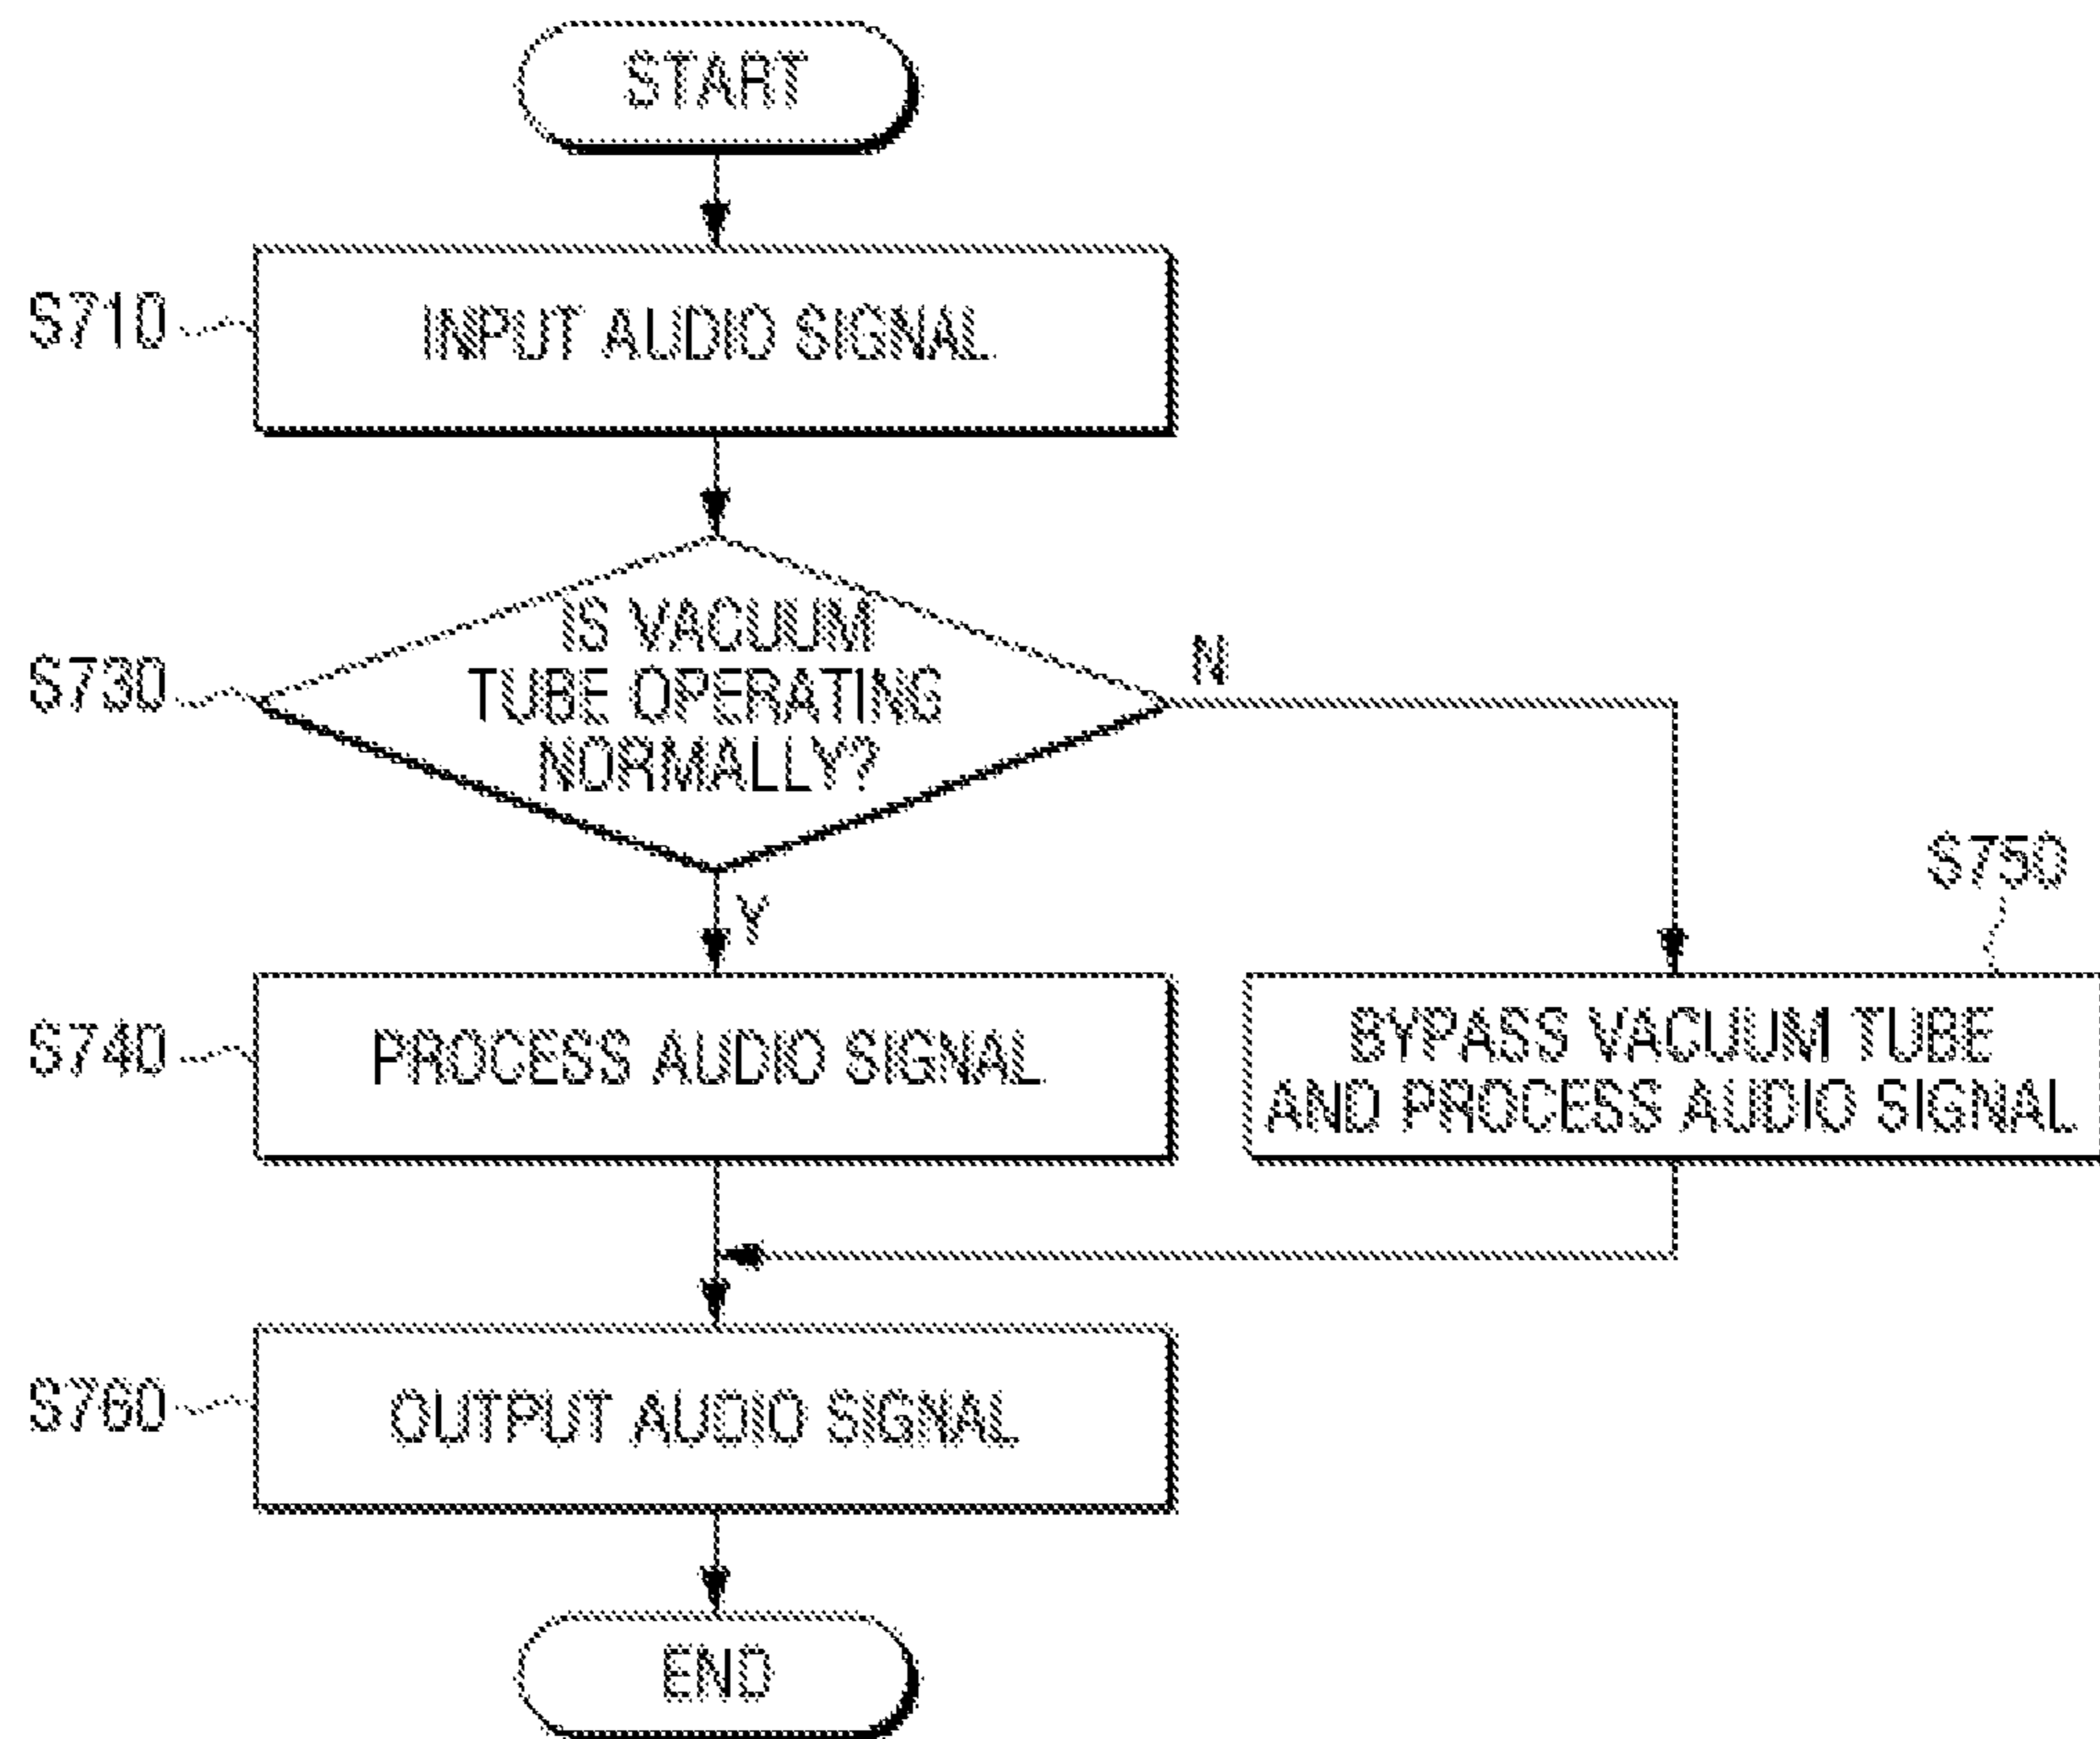 START
S710
INPUT AUDIO SIGNAL
S730
IS VACUUM
TUBE OPERATING
NORMALLY?
N
Y
S750
S740
PROCESS AUDIO SIGNAL
BYPASS VACUUM TUBE
AND PROCESS AUDIO SIGNAL
S760
OUTPUT AUDIO SIGNAL
END